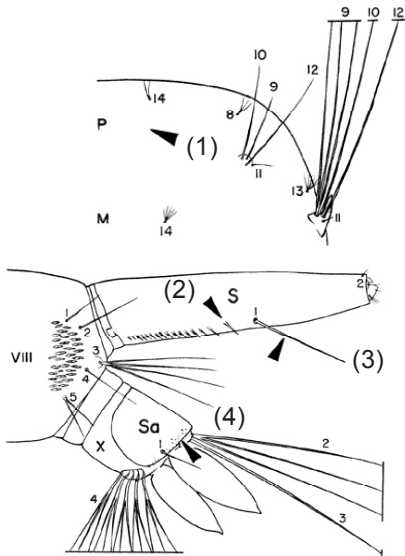 9 10 12
10
9 12
14 8
P (1) 11
13
M 14 11
(2) S 2
1 1
2 (3)
VIII 3
4 (4)
5 Sa
X 1 2
4 3